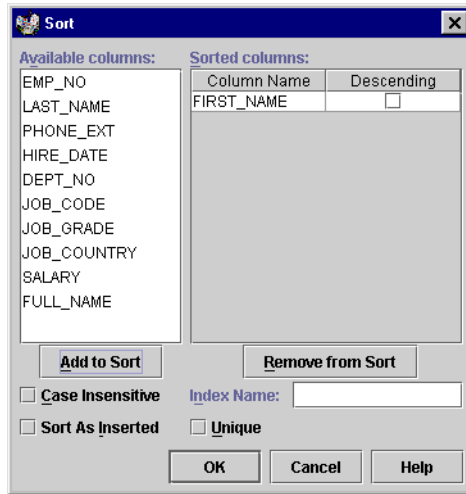 Sort
Available columns:
EMP_NO
LAST_NAME
PHONE_EXT
HIRE_DATE
DEPT_NO
JOB_CODE
JOB_GRADE
JOB_COUNTRY
SALARY
FULL_NAME
Sorted columns:
Column Name Descending
FIRST_NAME
Add to Sort Remove from Sort
Case Insensitive Index Name:
Sort As Inserted Unique
OK Cancel Help